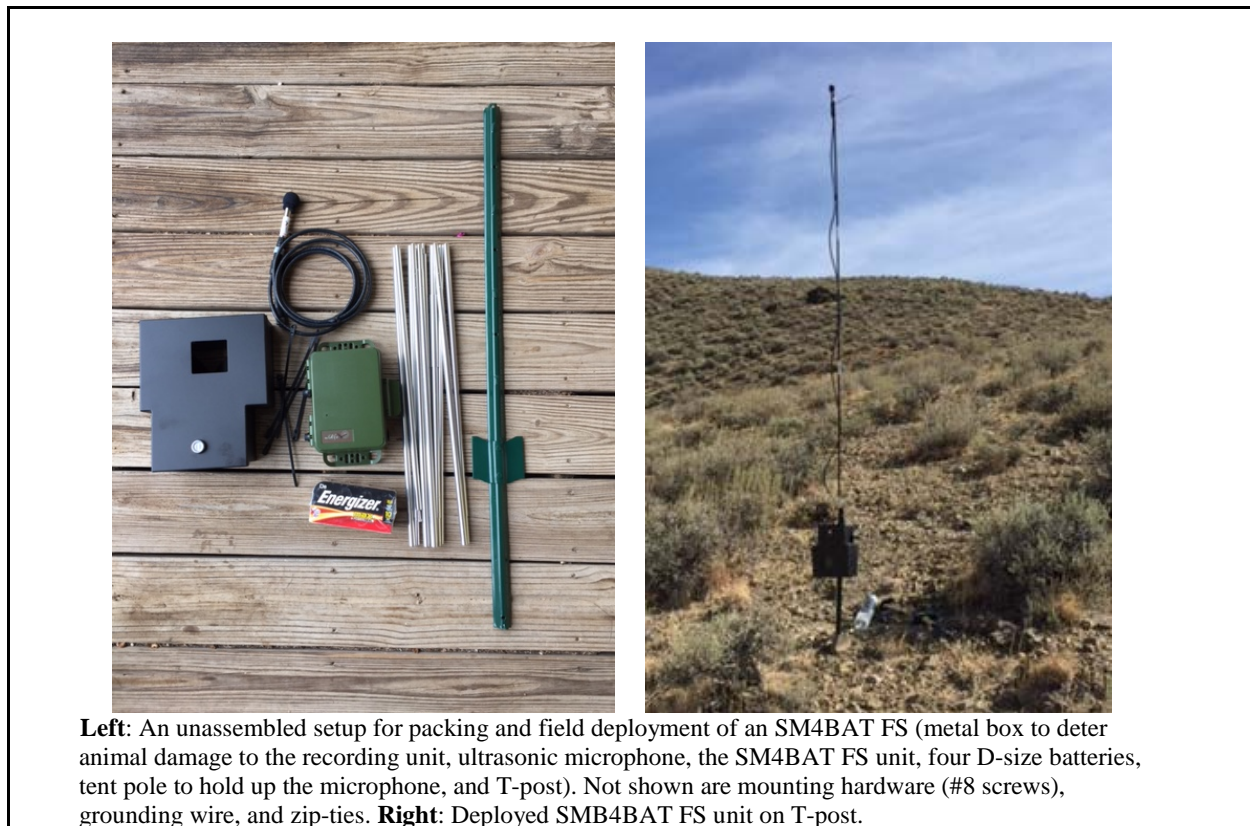 Energizer.
Left: An unassembled setup for packing and field deployment of an SM4BAT FS (metal box to deter
animal damage to the recording unit, ultrasonic microphone, the SM4BAT FS unit, four D-size batteries,
tent pole to hold up the microphone, and T-post). Not shown are mounting hardware (#8 screws),
grounding wire, and zip-ties. Right: Deployed SMB4BAT FS unit on T-post.